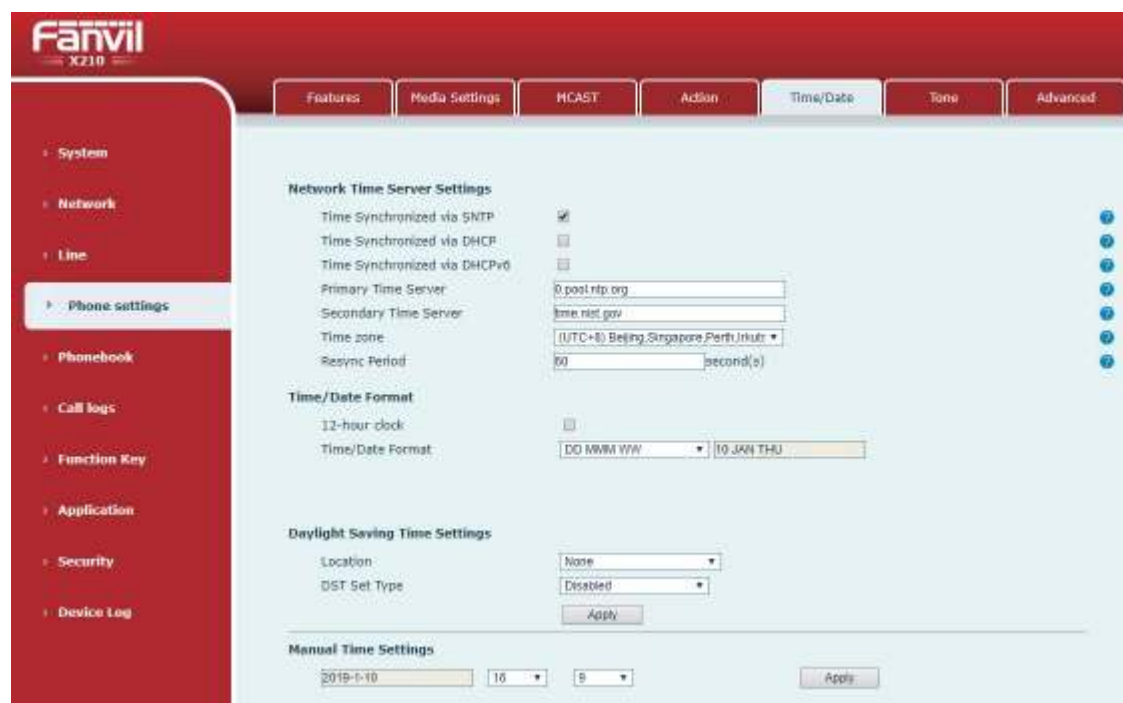 Fanvil
X210
Features Media Settings MCAST Action Time/Date Tone Advanced
System
Network
Line
Phone settings
Phonebook
Call logs
Function Key
Application
Security
Device Log
Network Time Server Settings
Time Synchronized via SNTP
Time Synchronized via DHCP
Time Synchronized via DHCPv6
Primary Time Server 0.pool.ntp.org
Secondary Time Server time.nist.gov
Time zone (UTC+8) Beijing,Singapore,Perth,Irkut
Resync Period 60 second(s)
Time/Date Format
12-hour clock
Time/Date Format DD MMM WW 10 JAN THU
Daylight Saving Time Settings
Location None
DST Set Type Disabled
Apply
Manual Time Settings
2019-1-10 16 9 Apply